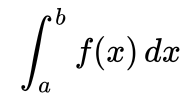 ∫_a^b f(x) dx